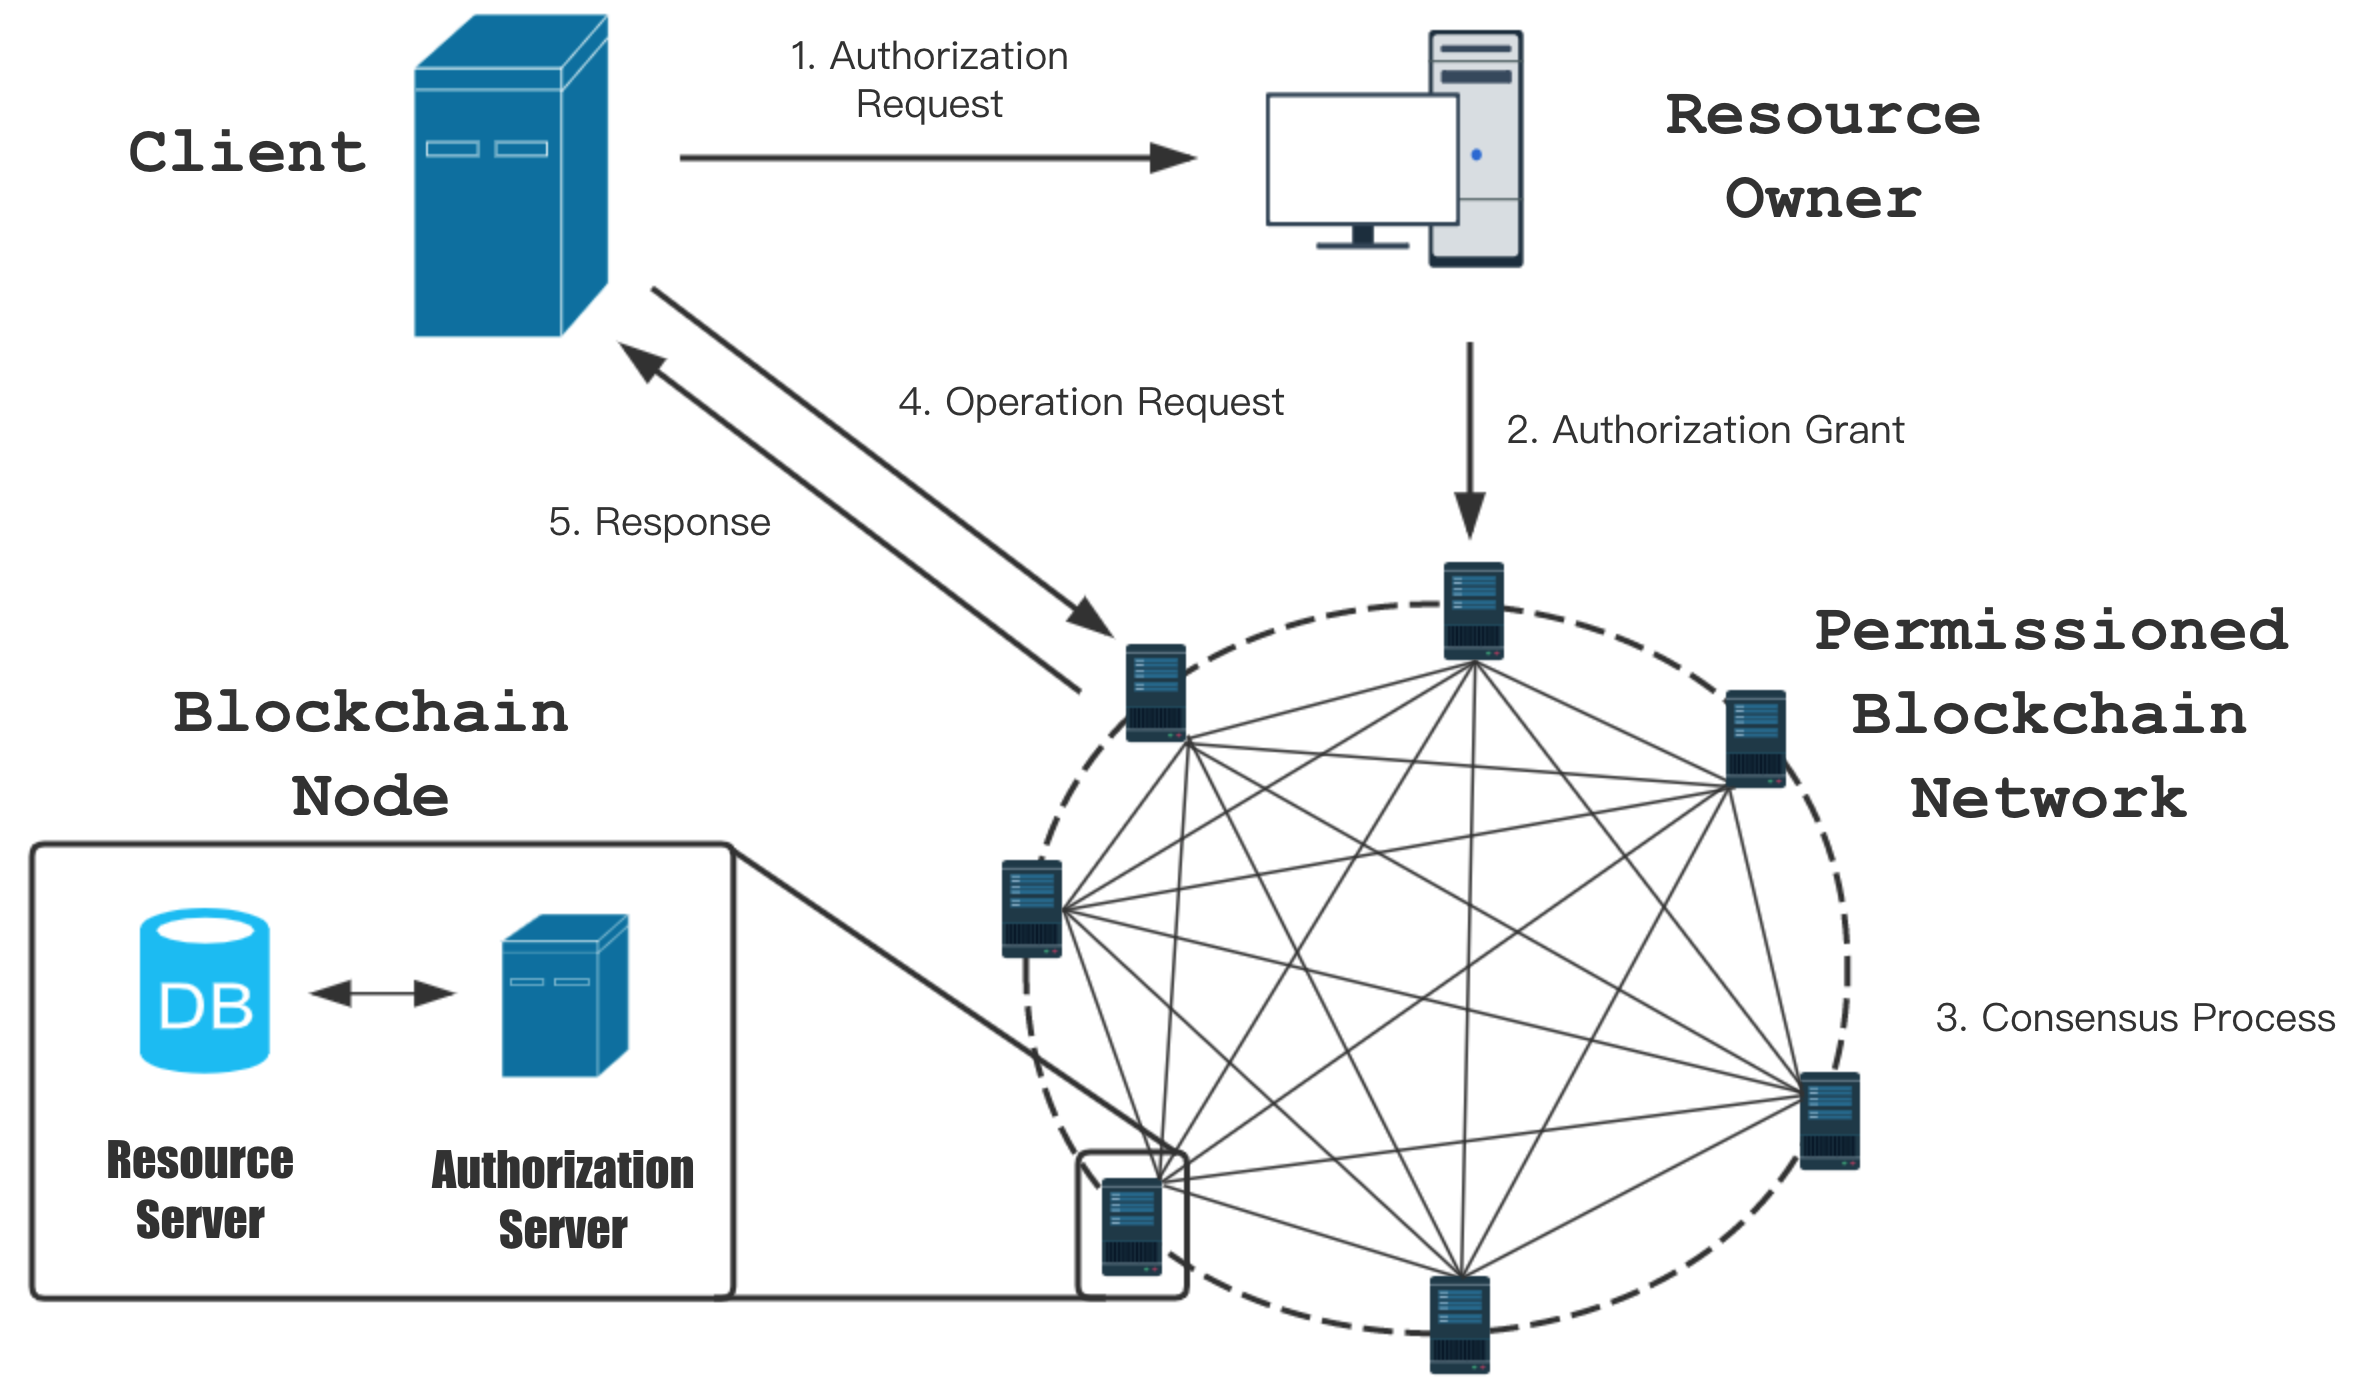 1. Authorization
Request
Client
Resource
Owner
4. Operation Request
2. Authorization Grant
5. Response
Permissioned
Blockchain
Network
Blockchain
Node
3. Consensus Process
DB
Resource
Server
Authorization
Server